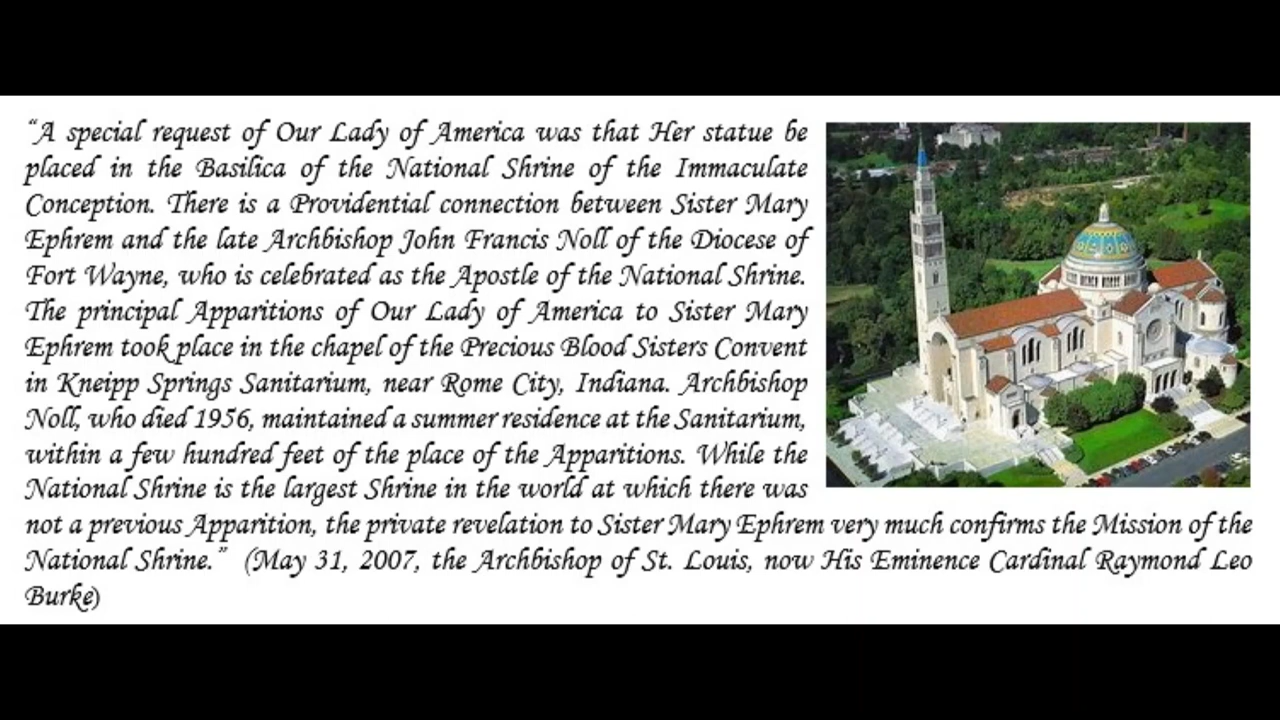 “A special request of Our Lady of America was that Her statue be
placed in the Basilica of the National Shrine of the Immaculate
Conception. There is a Providential connection between Sister Mary
Ephrem and the late Archbishop John Francis Noll of the Diocese of
Fort Wayne, who is celebrated as the Apostle of the National Shrine.
The principal Apparitions of Our Lady of America to Sister Mary
Ephrem took place in the chapel of the Precious Blood Sisters Convent
in Kneipp Springs Sanitarium, near Rome City, Indiana. Archbishop
Noll, who died 1956, maintained a summer residence at the Sanitarium,
within a few hundred feet of the place of the Apparitions. While the
National Shrine is the largest Shrine in the world at which there was
not a previous Apparition, the private revelation to Sister Mary Ephrem very much confirms the Mission of the
National Shrine.” (May 31, 2007, the Archbishop of St. Louis, now His Eminence Cardinal Raymond Leo
Burke)